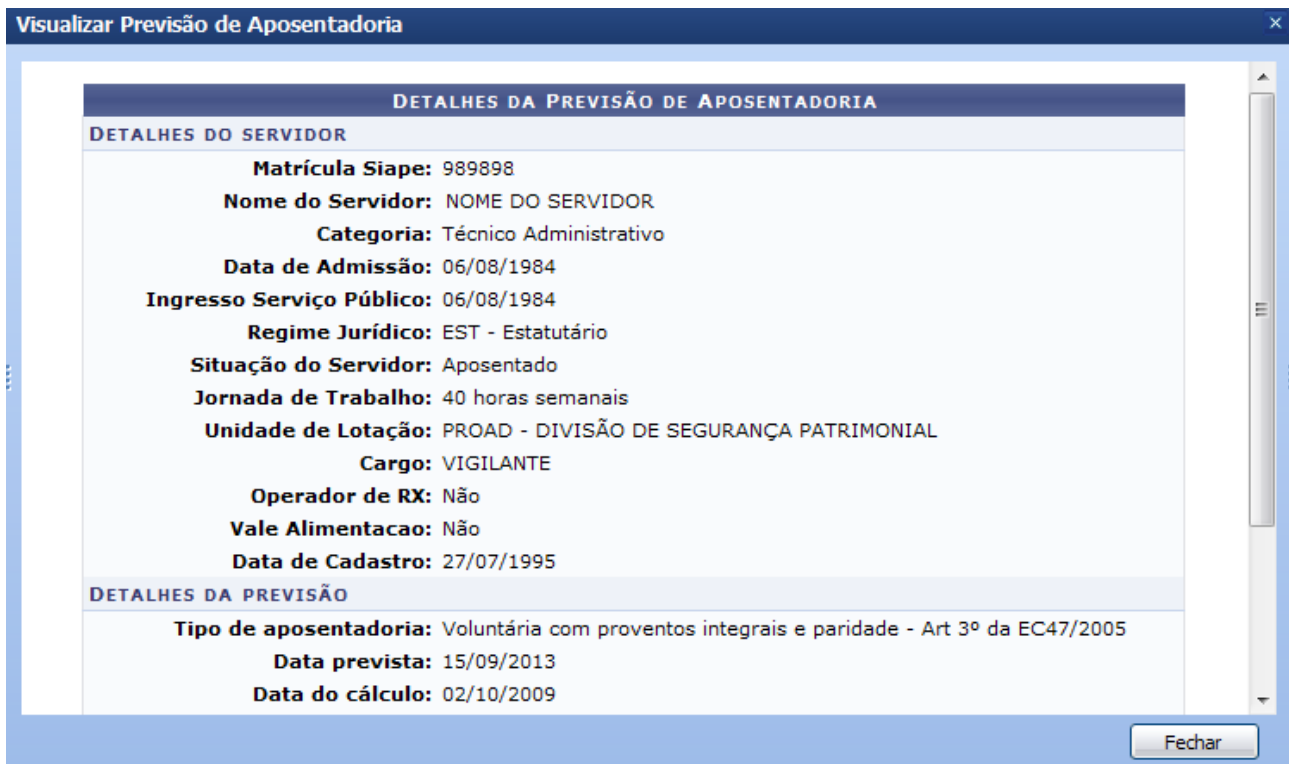 Visualizar Previsão de Aposentadoria
DETALHES DA PREVISÃO DE APOSENTADORIA
DETALHES DO SERVIDOR
Matrícula Siape: 989898
Nome do Servidor: NOME DO SERVIDOR
Categoria: Técnico Administrativo
Data de Admissão: 06/08/1984
Ingresso Serviço Público: 06/08/1984
Regime Jurídico: EST - Estatutário
Situação do Servidor: Aposentado
Jornada de Trabalho: 40 horas semanais
Unidade de Lotação: PROAD - DIVISÃO DE SEGURANÇA PATRIMONIAL
Cargo: VIGILANTE
Operador de RX: Não
Vale Alimentacao: Não
Data de Cadastro: 27/07/1995
DETALHES DA PREVISÃO
Tipo de aposentadoria: Voluntária com proventos integrais e paridade - Art 3º da EC47/2005
Data prevista: 15/09/2013
Data do cálculo: 02/10/2009
Fechar